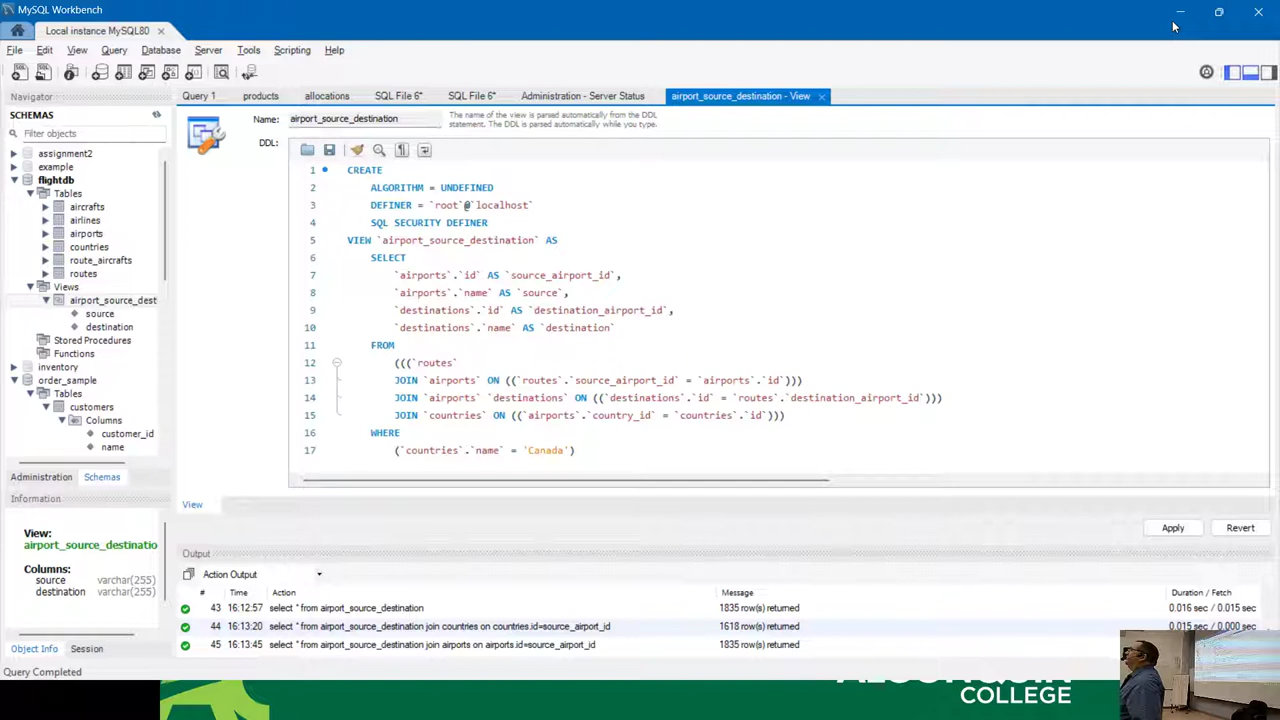 MySQL Workbench
Local instance MySQL80
File Edit View Query Database Server Tools Scripting Help
Navigator
Query 1 products allocations SQL File 6* SQL File 6* Administration - Server Status airport_source_destination - View
SCHEMAS
Filter objects
assignment2
example
flightdb
Tables
aircrafts
airlines
airports
countries
route_aircrafts
routes
Views
airport_source_dest
source
destination
Stored Procedures
Functions
inventory
order_sample
Tables
customers
Columns
customer_id
name
Administration Schemas
Information
View:
airport_source_destinatio
Columns:
source varchar(255)
destination varchar(255)
Object Info Session
Query Completed
Name: airport_source_destination
The name of the view is parsed automatically from the DDL
statement. The DDL is parsed automatically while you type.
DDL:
1 CREATE
2 ALGORITHM = UNDEFINED
3 DEFINER = `root`@`localhost`
4 SQL SECURITY DEFINER
5 VIEW `airport_source_destination` AS
6 SELECT
7 `airports`.`id` AS `source_airport_id`,
8 `airports`.`name` AS `source`,
9 `destinations`.`id` AS `destination_airport_id`,
10 `destinations`.`name` AS `destination`
11 FROM
12 (((`routes`
13 JOIN `airports` ON ((`routes`.`source_airport_id` = `airports`.`id`)))
14 JOIN `airports` `destinations` ON ((`destinations`.`id` = `routes`.`destination_airport_id`)))
15 JOIN `countries` ON ((`airports`.`country_id` = `countries`.`id`)))
16 WHERE
17 (`countries`.`name` = 'Canada')
View
Apply Revert
Output
Action Output
# Time Action Message Duration / Fetch
43 16:12:57 select * from airport_source_destination 1835 row(s) returned 0.016 sec / 0.015 sec
44 16:13:20 select * from airport_source_destination join countries on countries.id=source_airport_id 1618 row(s) returned 0.015 sec / 0.000 sec
45 16:13:45 select * from airport_source_destination join airports on airports.id=source_airport_id 1835 row(s) returned
ALGONQUIN
COLLEGE